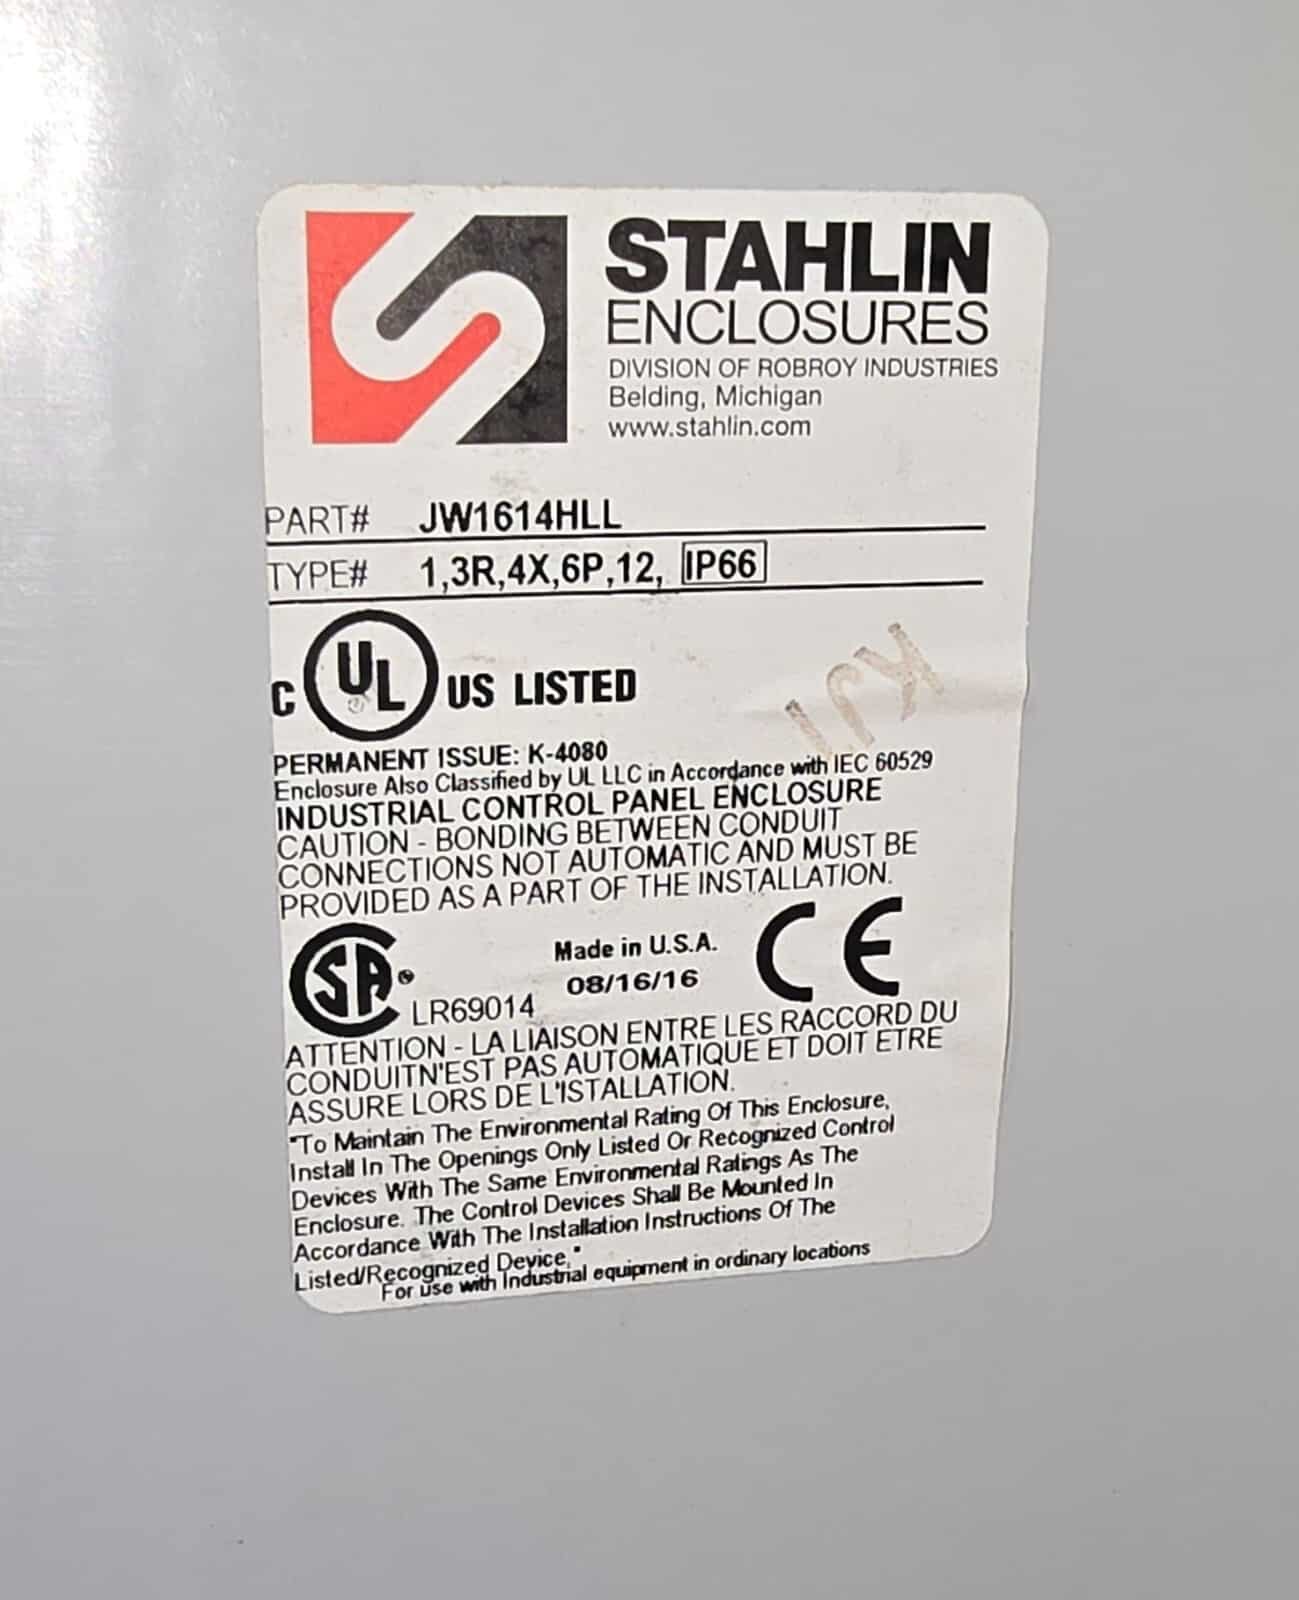 STAHLIN
ENCLOSURES
DIVISION OF ROBROY INDUSTRIES
Belding, Michigan
www.stahlin.com
PART# JW1614HLL
TYPE# 1,3R,4X,6P,12, IP66
C UL US LISTED
PERMANENT ISSUE: K-4080
Enclosure Also Classified by UL LLC in Accordance with IEC 60529
INDUSTRIAL CONTROL PANEL ENCLOSURE
CAUTION - BONDING BETWEEN CONDUIT
CONNECTIONS NOT AUTOMATIC AND MUST BE
PROVIDED AS A PART OF THE INSTALLATION.
SA® LR69014
Made in U.S.A.
08/16/16
CE
ATTENTION - LA LIAISON ENTRE LES RACCORD DU
CONDUITN'EST PAS AUTOMATIQUE ET DOIT ETRE
ASSURE LORS DE L'ISTALLATION.
"To Maintain The Environmental Rating Of This Enclosure,
Install In The Openings Only Listed Or Recognized Control
Devices With The Same Environmental Ratings As The
Enclosure. The Control Devices Shall Be Mounted In
Accordance With The Installation Instructions Of The
Listed/Recognized Device."
For use with Industrial equipment in ordinary locations